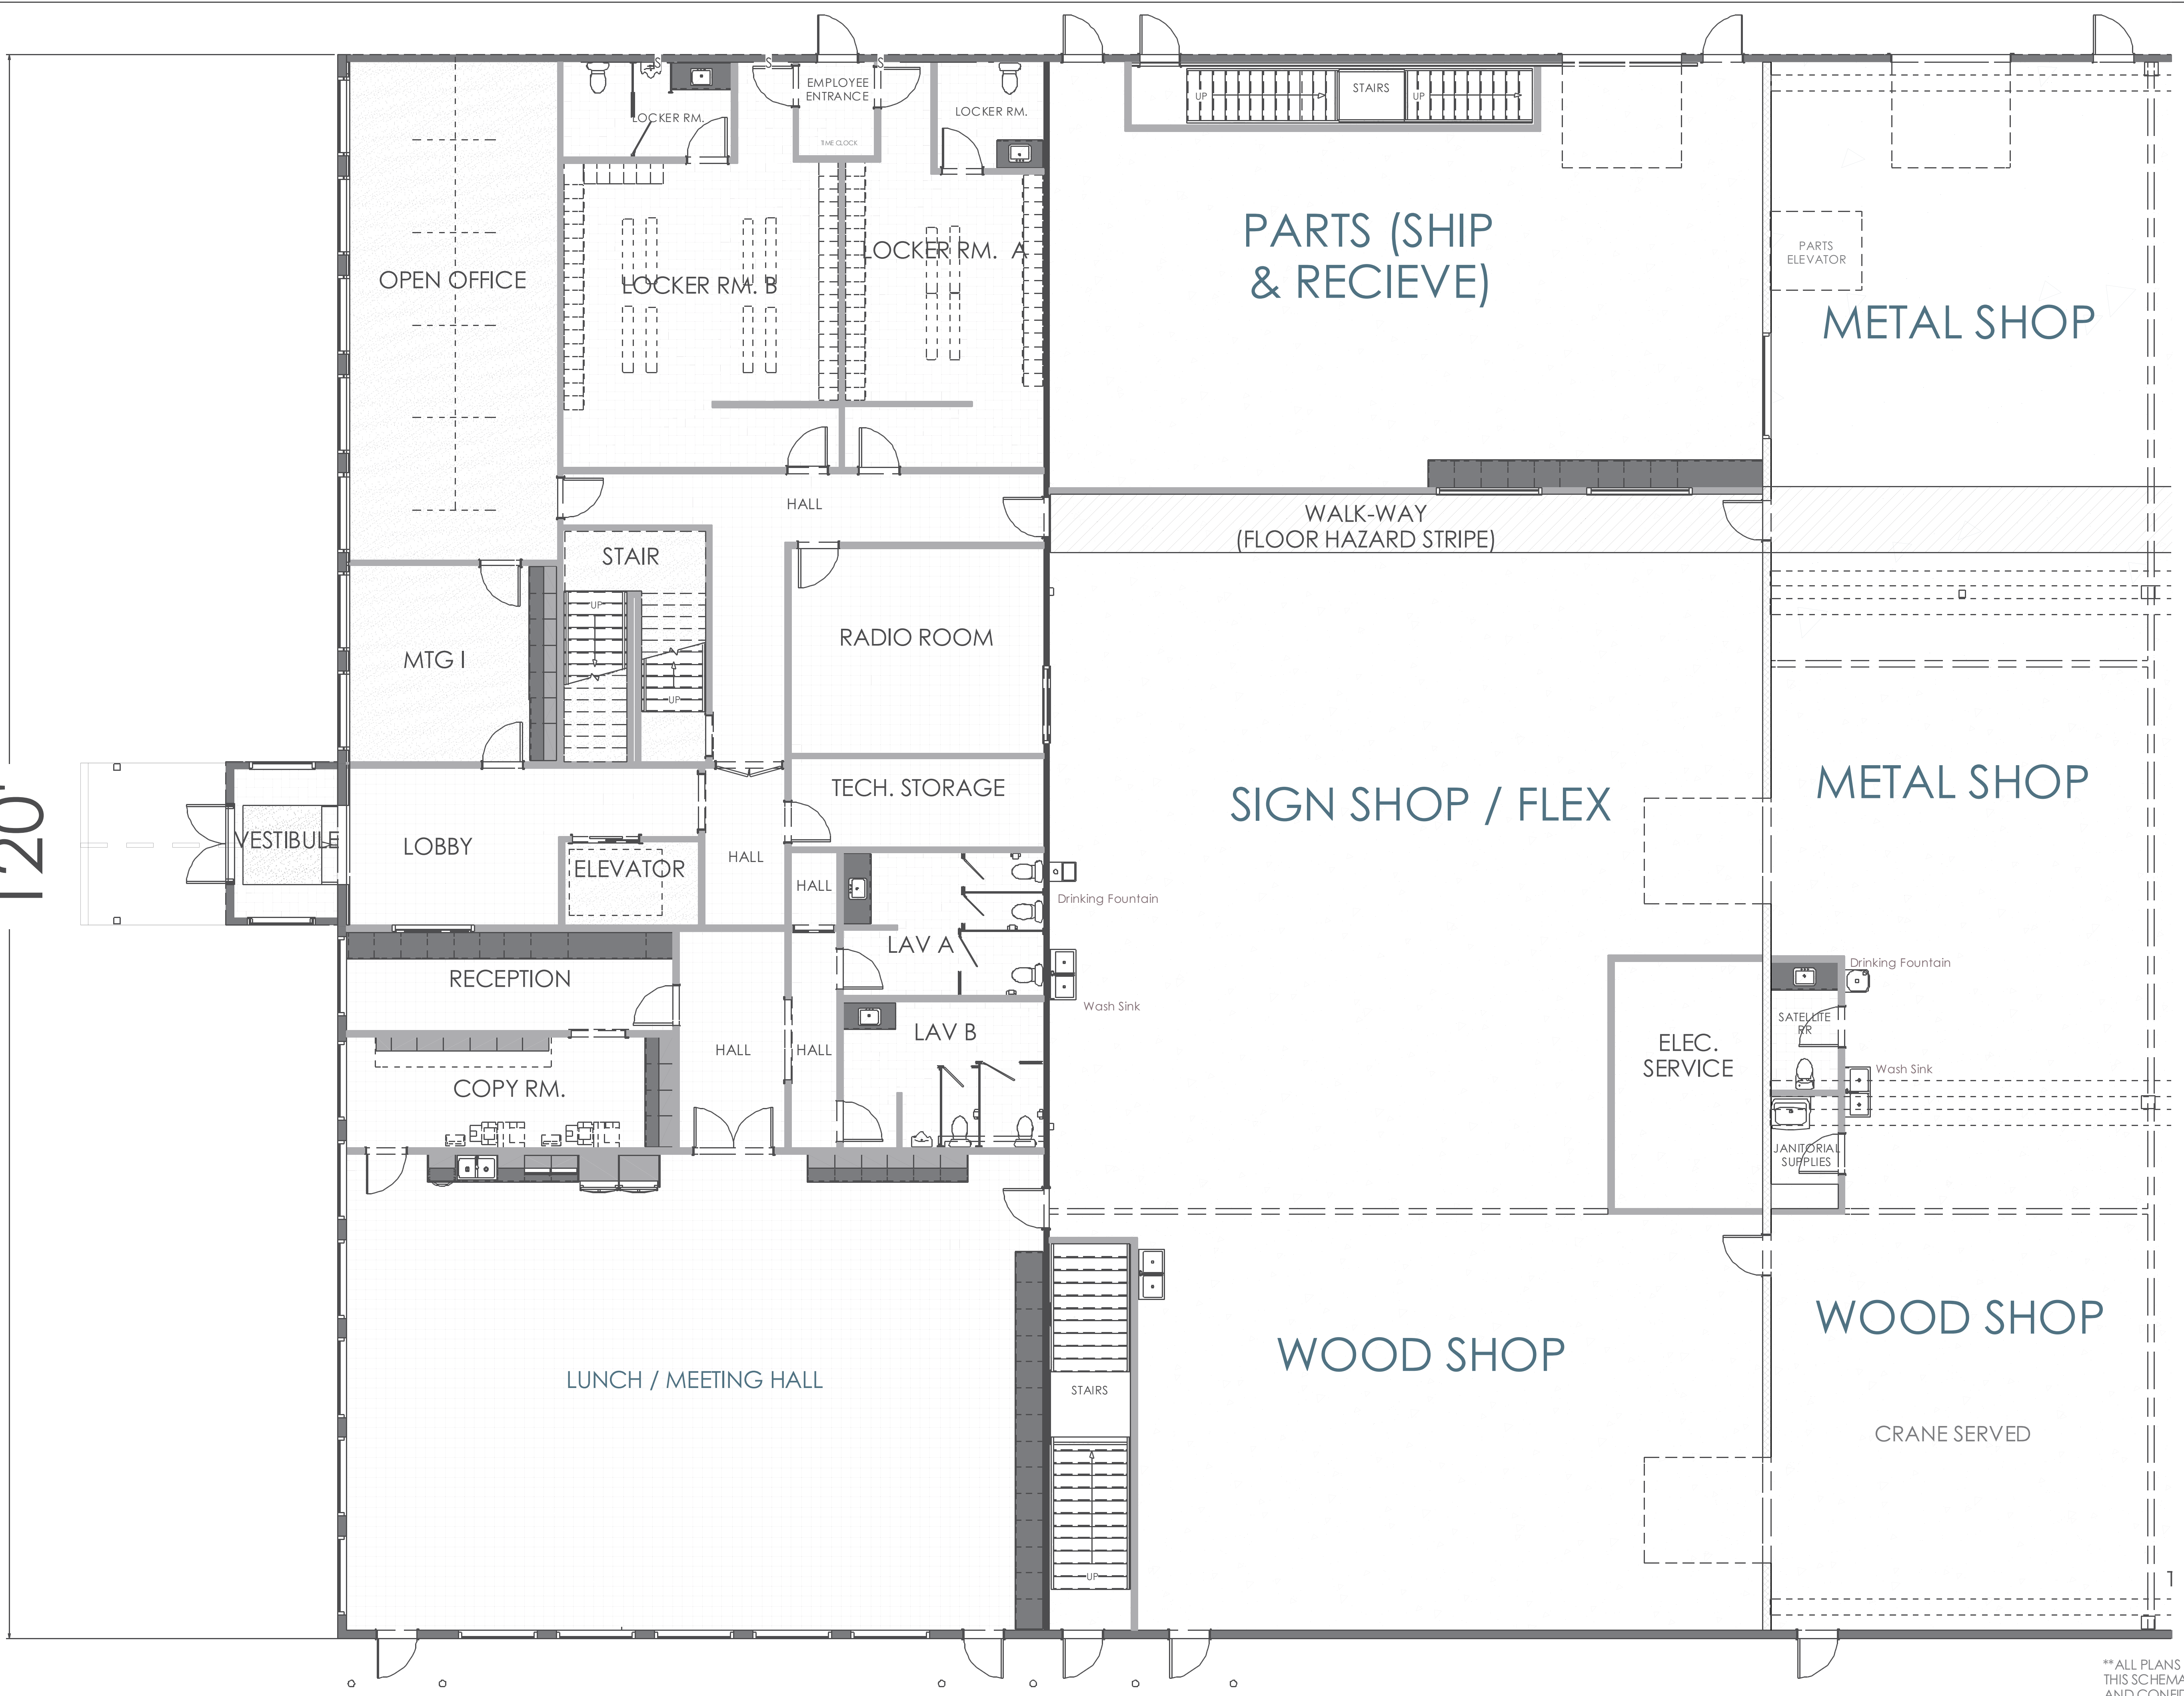 EMPLOYEE
ENTRANCE
TIME CLOCK
LOCKER RM.
LOCKER RM.
UP
STAIRS
UP
OPEN OFFICE
LOCKER RM. B
LOCKER RM. A
PARTS (SHIP
& RECIEVE)
PARTS
ELEVATOR
METAL SHOP
HALL
WALK-WAY
(FLOOR HAZARD STRIPE)
STAIR
UP
UP
MTG I
RADIO ROOM
TECH. STORAGE
SIGN SHOP / FLEX
METAL SHOP
120'
VESTIBULE
LOBBY
ELEVATOR
HALL
HALL
Drinking Fountain
LAV A
RECEPTION
Wash Sink
Drinking Fountain
SATELLITE
RR
ELEC.
SERVICE
Wash Sink
HALL
HALL
LAV B
COPY RM.
JANITORIAL
SUPPLIES
LUNCH / MEETING HALL
STAIRS
UP
WOOD SHOP
WOOD SHOP
CRANE SERVED
**ALL PLANS
THIS SCHEMA